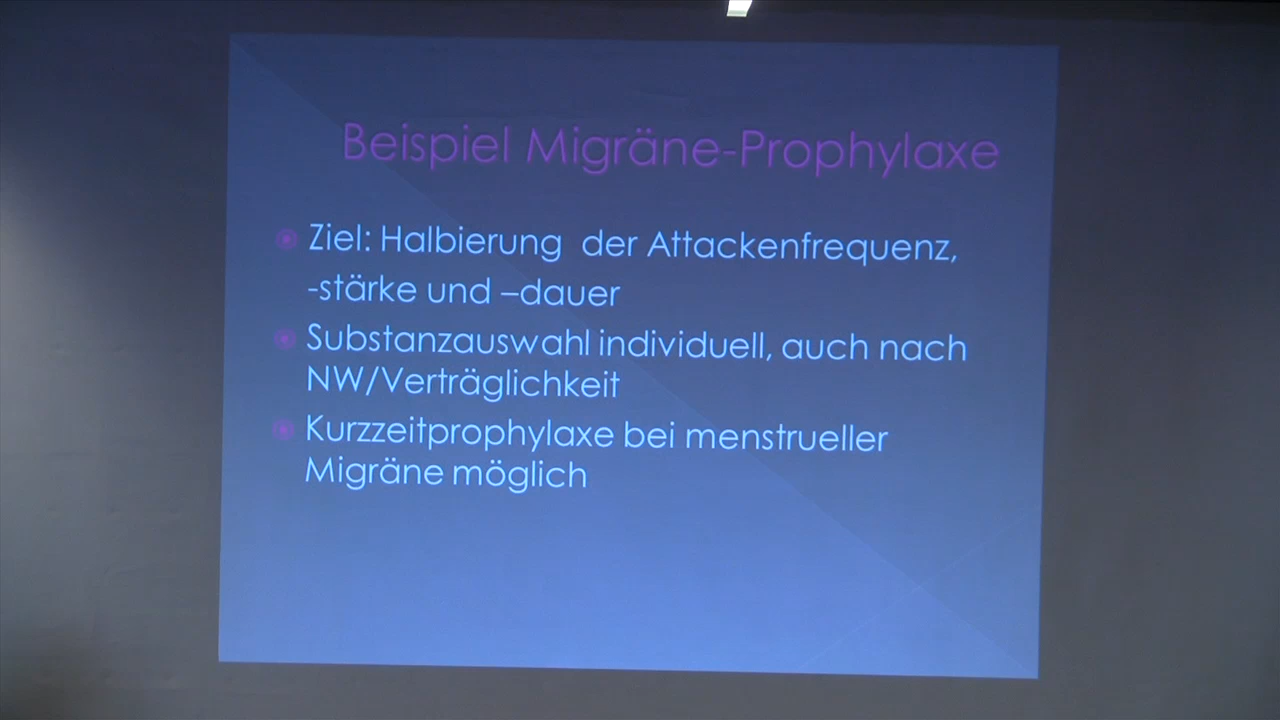 Beispiel Migräne-Prophylaxe
Ziel: Halbierung der Attackenfrequenz,
-stärke und –dauer
Substanzauswahl individuell, auch nach
NW/Verträglichkeit
Kurzzeitprophylaxe bei menstrueller
Migräne möglich